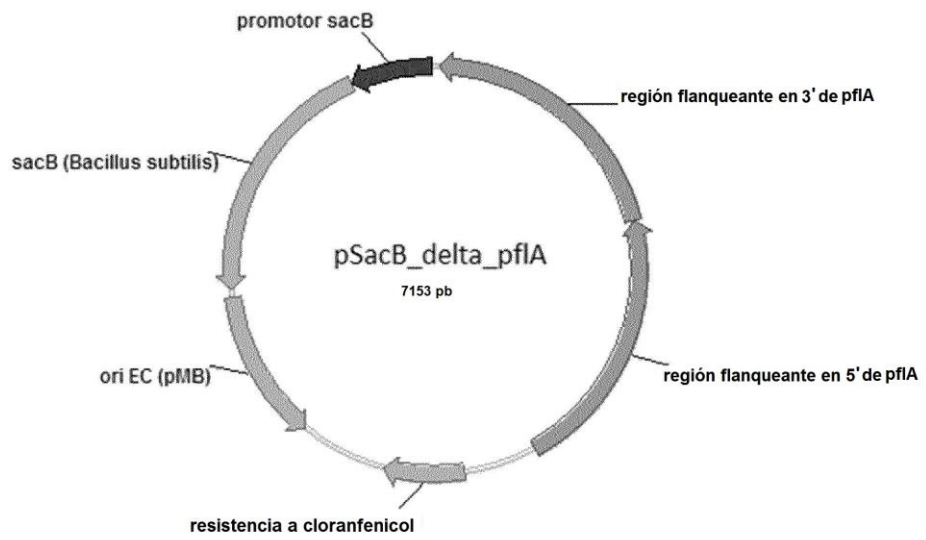 promotor sacB
región flanqueante en 3' de pflA
sacB (Bacillus subtilis)
pSacB_delta_pflA
7153 pb
ori EC (pMB)
región flanqueante en 5' de pflA
resistencia a cloranfenicol